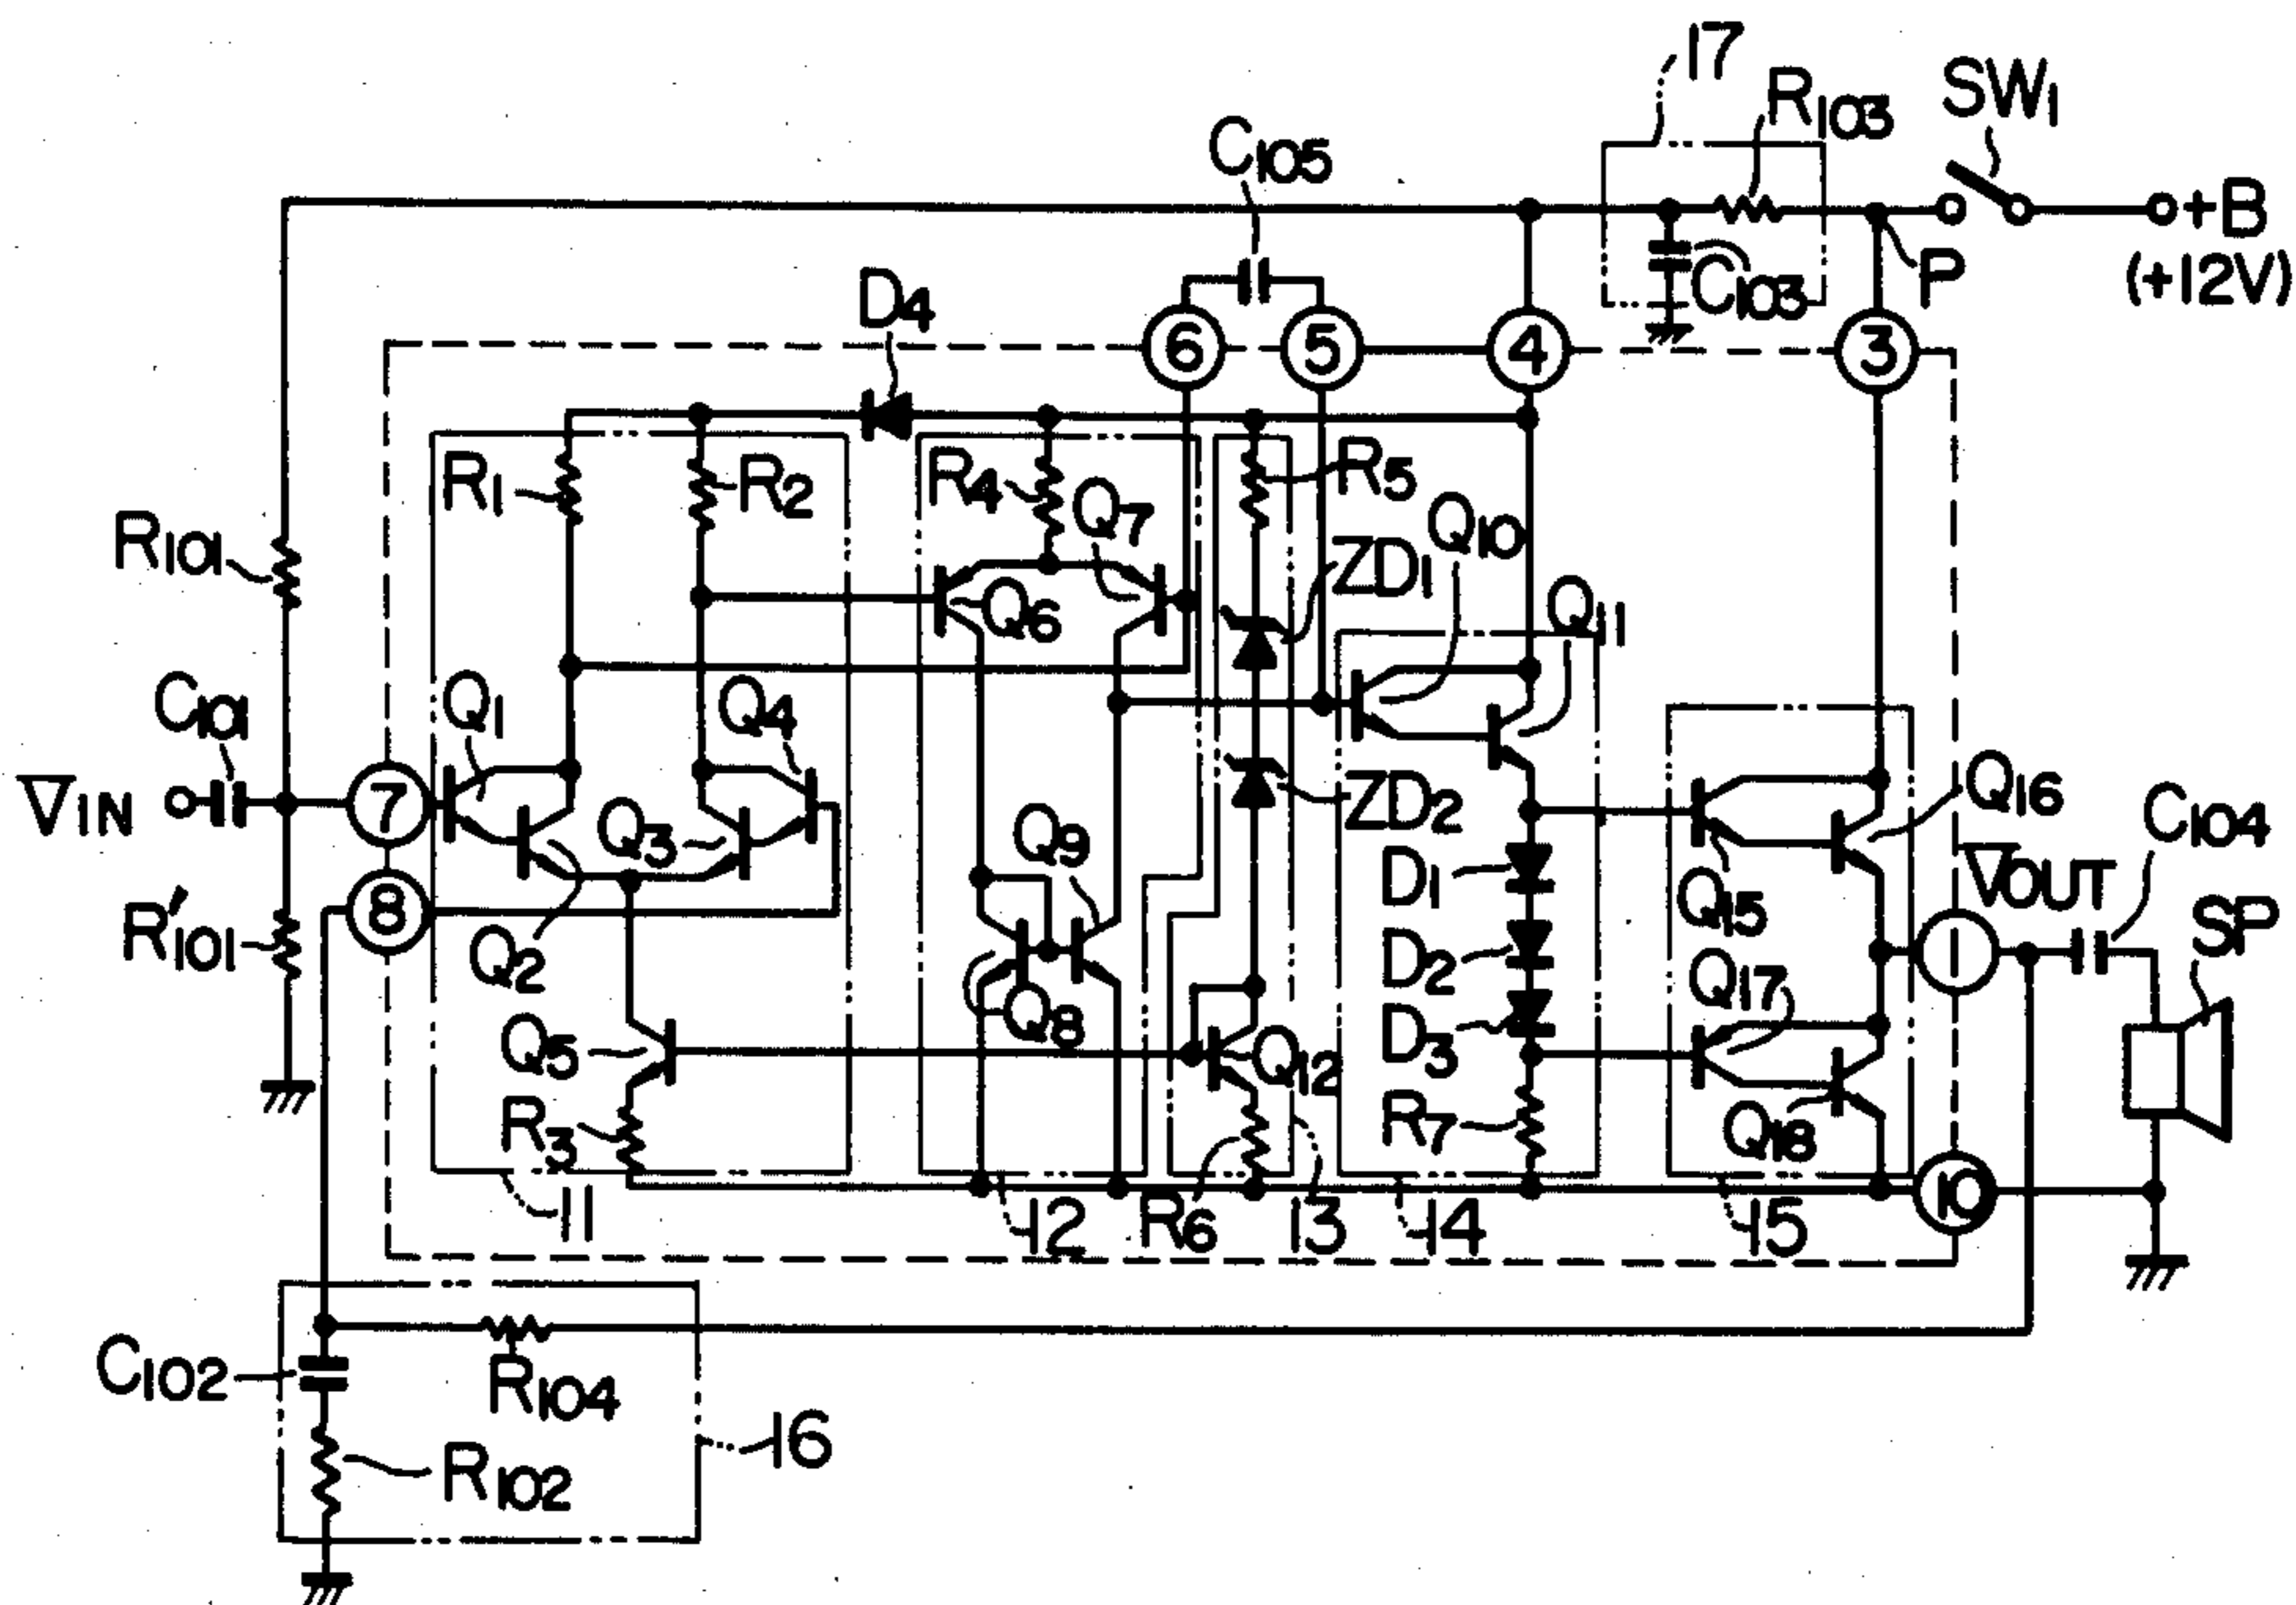 17
R103
SW1
C105
+B
(+12V)
P
C103
D4
6
5
4
3
R1
R2
R4
Q7
R5
Q10
R101
Q6
ZD1
Q11
C101
Q1
Q4
Q16
C104
VIN
7
Q3
Q9
ZD2
D1
Q15
VOUT
SP
R'101
8
Q2
Q8
D2
Q17
1
Q5
Q12
D3
R3
R7
Q18
11
12
R6
13
14
15
10
C102
R104
16
R102